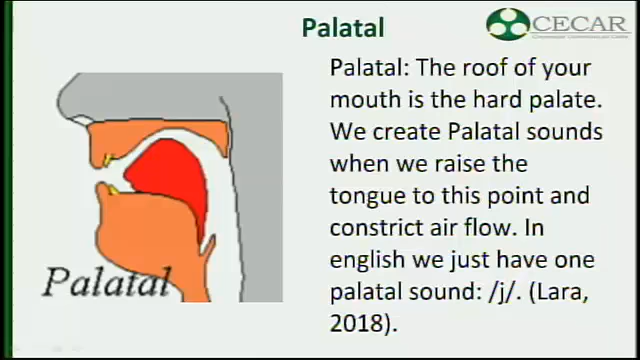 Palatal
CECAR
Palatal: The roof of your
mouth is the hard palate.
We create Palatal sounds
when we raise the
tongue to this point and
constrict air flow. In
english we just have one
palatal sound: /j/. (Lara,
2018).
Palatal